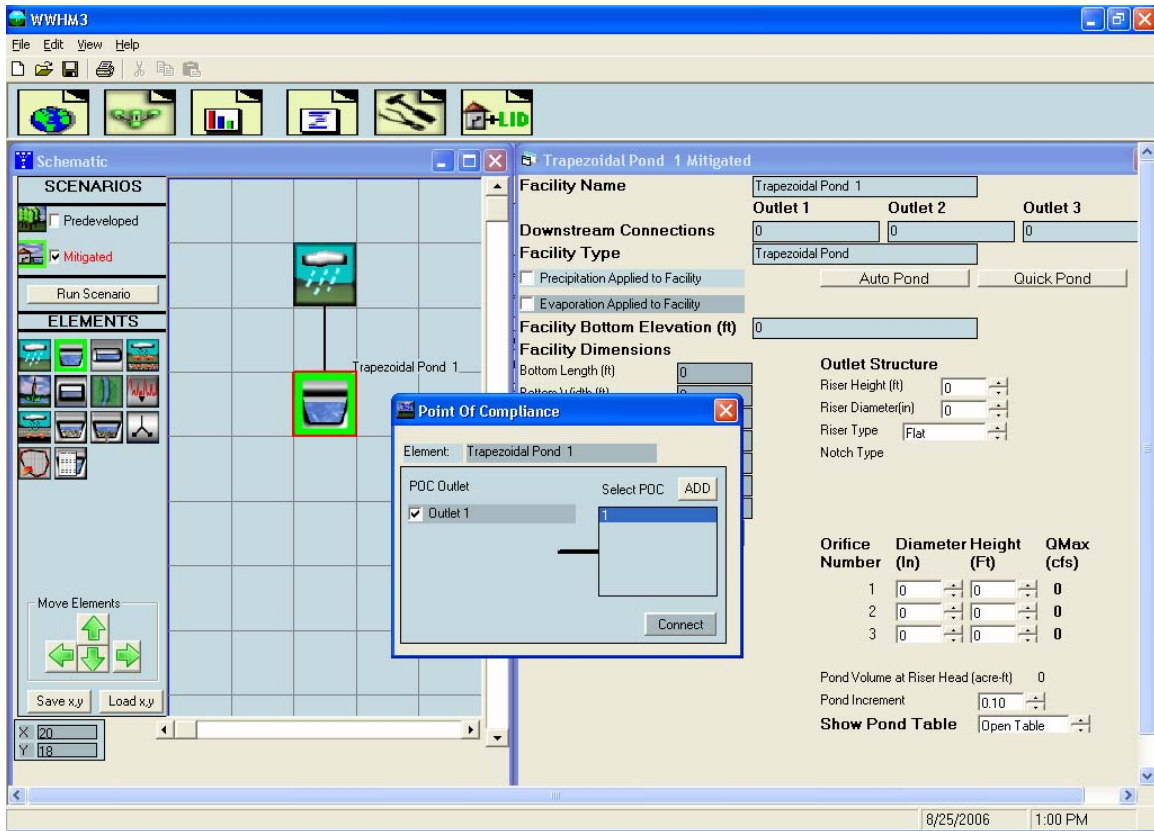 WWHM3
File Edit View Help
+LID
Schematic
SCENARIOS
Predeveloped
Mitigated
Run Scenario
ELEMENTS
Move Elements
Save x,y Load x,y
X 20
Y 18
Trapezoidal Pond 1
Trapezoidal Pond 1 Mitigated
Facility Name Trapezoidal Pond 1
Outlet 1 Outlet 2 Outlet 3
Downstream Connections 0 0 0
Facility Type Trapezoidal Pond
Precipitation Applied to Facility Auto Pond Quick Pond
Evaporation Applied to Facility
Facility Bottom Elevation (ft) 0
Facility Dimensions
Bottom Length (ft) 0
Outlet Structure
Riser Height (ft) 0
Riser Diameter(in) 0
Riser Type Flat
Notch Type
Point Of Compliance
Element: Trapezoidal Pond 1
POC Outlet Select POC ADD
Outlet 1 1
Connect
Orifice Diameter Height QMax
Number (In) (Ft) (cfs)
1 0 0 0
2 0 0 0
3 0 0 0
Pond Volume at Riser Head (acre-ft) 0
Pond Increment 0.10
Show Pond Table Open Table
8/25/2006 1:00 PM